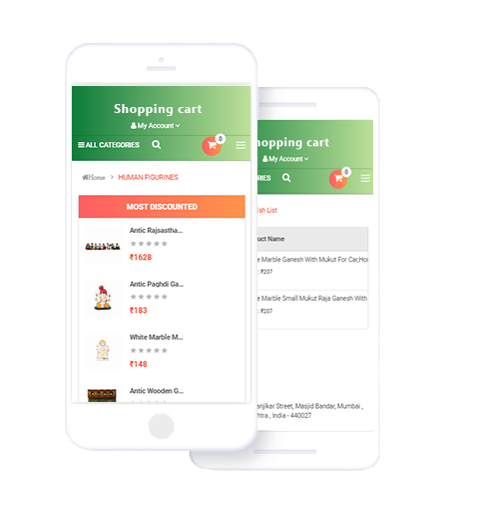 Shopping cart
My Account
ALL CATEGORIES
0
Home > HUMAN FIGURINES
MOST DISCOUNTED
Antic Rajsastha...
₹1628
Antic Paghdi Ga...
₹183
White Marble M...
₹148
Antic Wooden G...
hopping cart
My Account
RIES
0
ish List
uct Name
e Marble Ganesh With Mukut For Car,Ho
: ₹207
e Marble Small Mukut Raja Ganesh With
: ₹207
anjikar Street, Masjid Bandar, Mumbai ,
htra , India - 440027